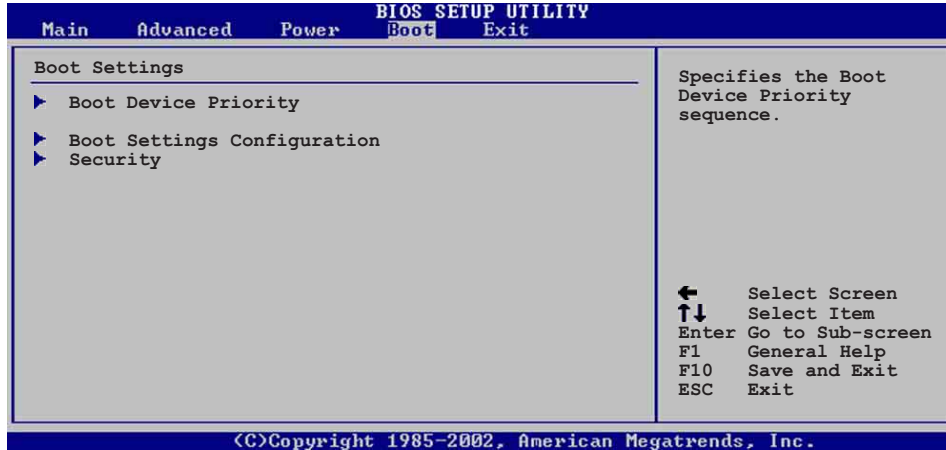 BIOS SETUP UTILITY
Main Advanced Power Boot Exit
Boot Settings
Boot Device Priority
Boot Settings Configuration
Security
Specifies the Boot
Device Priority
sequence.
← Select Screen
↑↓ Select Item
Enter Go to Sub-screen
F1 General Help
F10 Save and Exit
ESC Exit
(C)Copyright 1985-2002, American Megatrends, Inc.